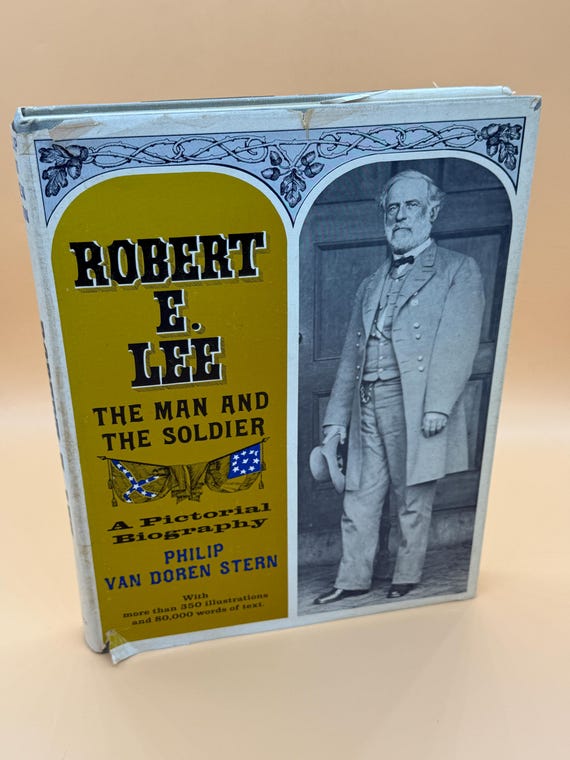 ROBERT
E.
LEE
THE MAN AND
THE SOLDIER
A Pictorial
Biography
PHILIP
VAN DOREN STERN
With
more than 350 illustrations
and 80,000 words of text.